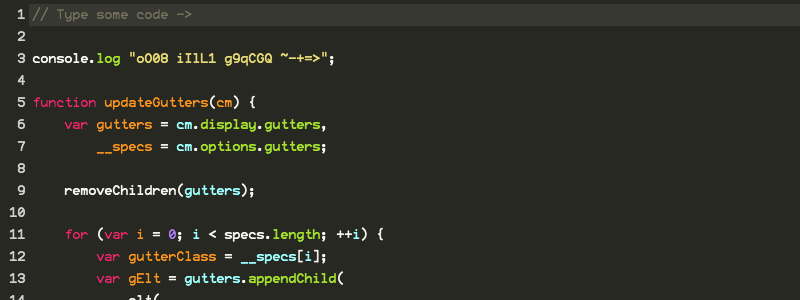 1 // Type some code ->
2
3 console.log "oO08 iIlL1 g9qCGQ ~-+=>";
4
5 function updateGutters(cm) {
6     var gutters = cm.display.gutters,
7         __specs = cm.options.gutters;
8
9     removeChildren(gutters);
10
11     for (var i = 0; i < specs.length; ++i) {
12         var gutterClass = __specs[i];
13         var gElt = gutters.appendChild(
14             elt(